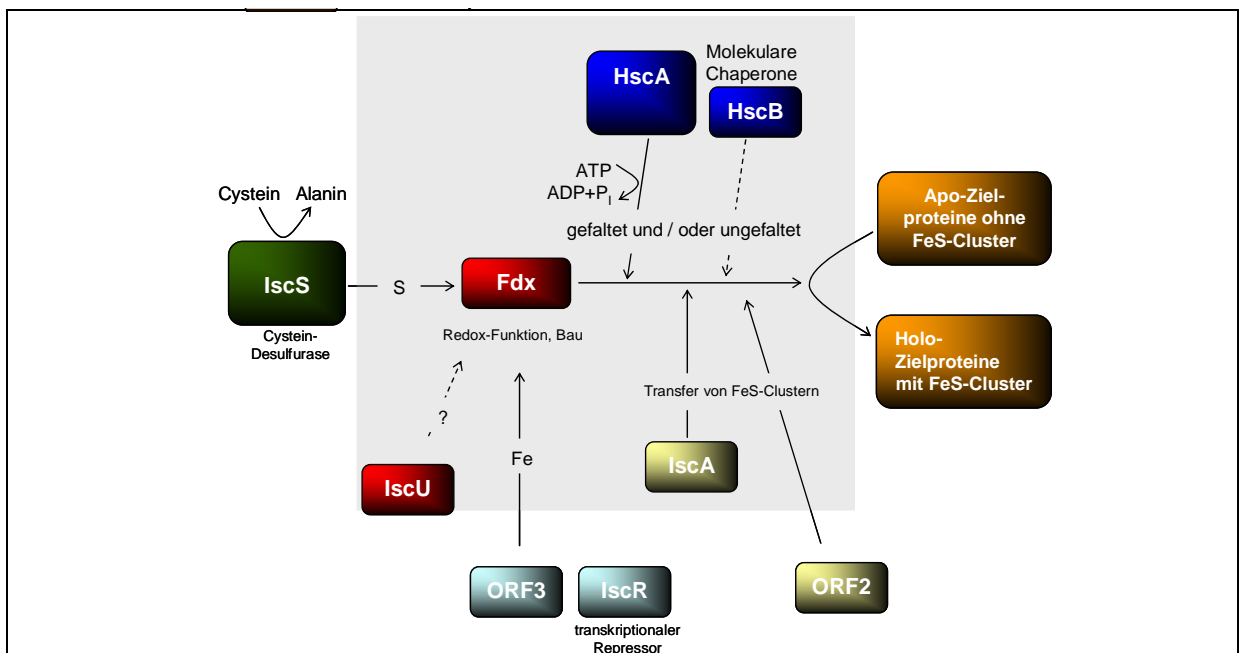 Molekulare
Chaperone
HscA
HscB
ATP
ADP+PI
Cystein Alanin
gefaltet und / oder ungefaltet
Apo-Ziel-
proteine ohne
FeS-Cluster
IscS
S
Fdx
Cystein-
Desulfurase
Redox-Funktion, Bau
Holo-
Zielproteine
mit FeS-Cluster
Transfer von FeS-Clustern
?
Fe
IscA
IscU
ORF3
IscR
ORF2
transkriptionaler
Repressor